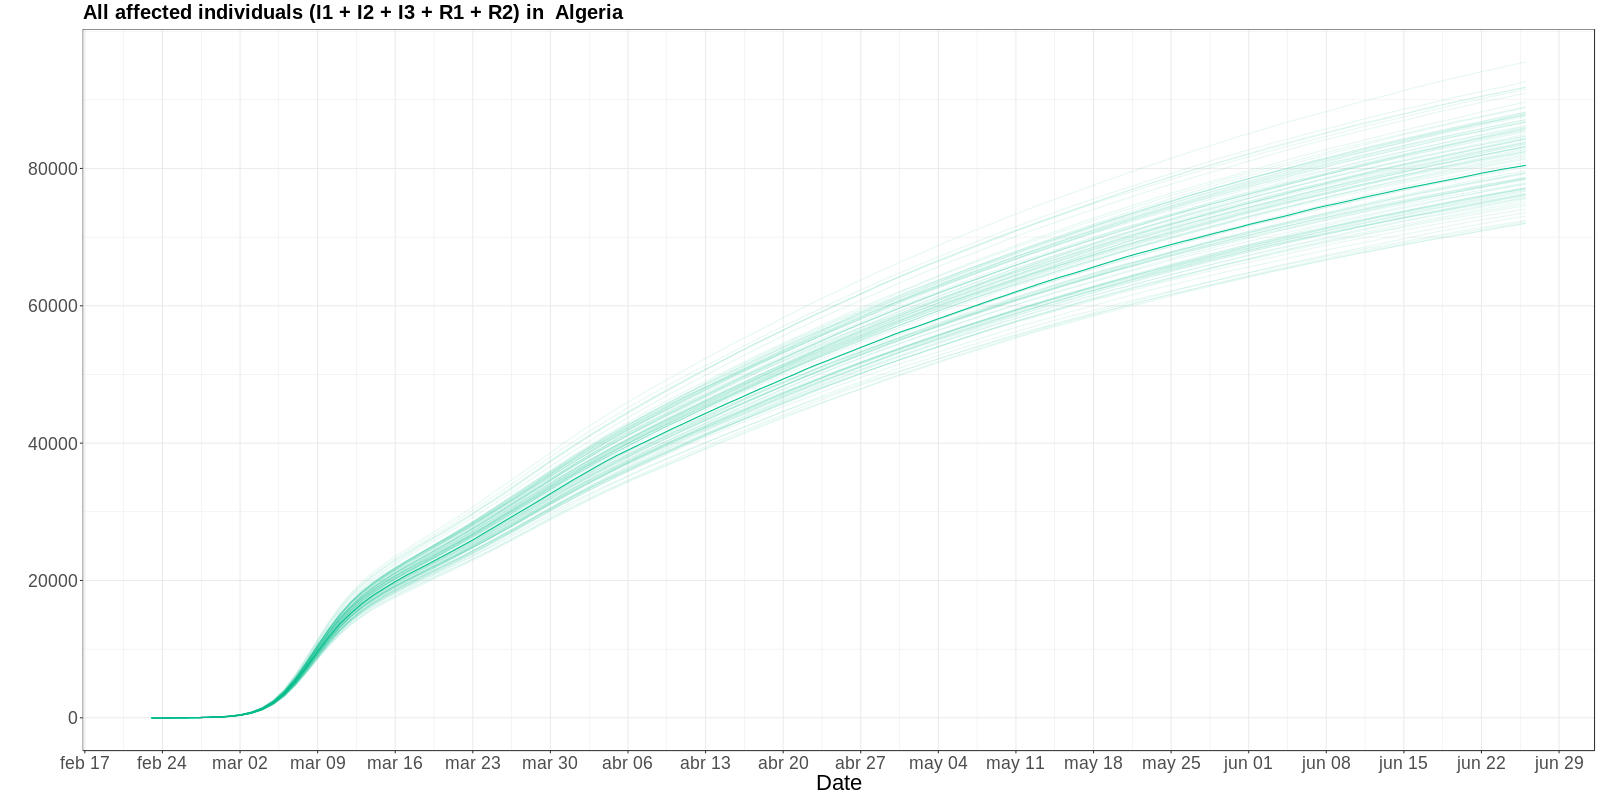 All affected individuals (I1 + I2 + I3 + R1 + R2) in  Algeria
80000
60000
40000
20000
0
feb 17 feb 24 mar 02 mar 09 mar 16 mar 23 mar 30 abr 06 abr 13 abr 20 abr 27 may 04 may 11 may 18 may 25 jun 01 jun 08 jun 15 jun 22 jun 29
Date